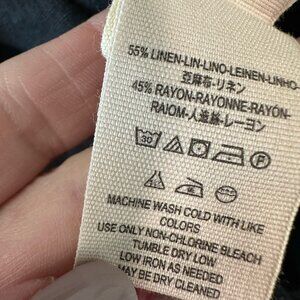 55% LINEN-LIN-LINO-LEINEN-LINHO-
亞麻布-リネン
45% RAYON-RAYONNE-RAYÓN-
RAIOM-人造絲-レーヨン
30
MACHINE WASH COLD WITH LIKE
COLORS
USE ONLY NON-CHLORINE BLEACH
TUMBLE DRY LOW
LOW IRON AS NEEDED
MAY BE DRY CLEANED